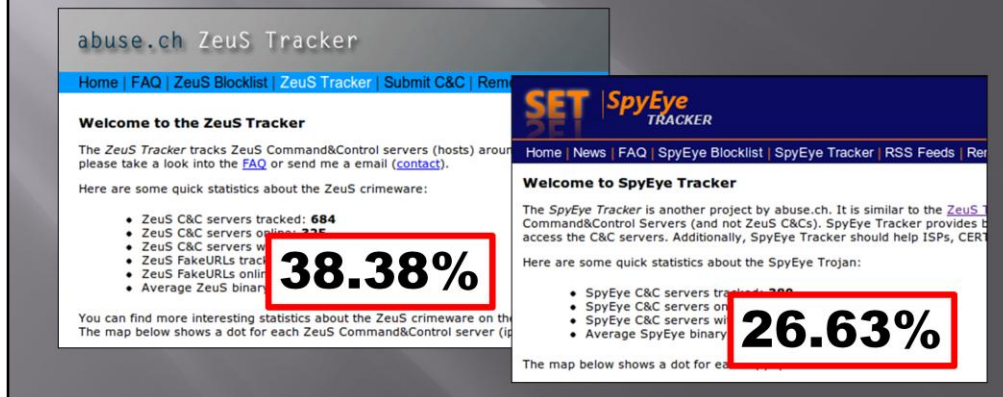 abuse.ch ZeuS Tracker
Home | FAQ | ZeuS Blocklist | ZeuS Tracker | Submit C&C |
Welcome to the ZeuS Tracker
The ZeuS Tracker tracks ZeuS Command&Control servers (hosts)
please take a look into the FAQ or send me a email (contact).
Here are some quick statistics about the ZeuS crimeware:
• ZeuS C&C servers tracked: 684
• ZeuS C&C servers
• ZeuS C&C servers
• ZeuS FakeURLs
• ZeuS FakeURLs
• Average ZeuS binary
38.38%
You can find more interesting statistics about the ZeuS crimeware on
The map below shows a dot for each ZeuS Command&Control server
SET SpyEye
TRACKER
Home | News | FAQ | SpyEye Blocklist | SpyEye Tracker | RSS Feeds |
Welcome to SpyEye Tracker
The SpyEye Tracker is another project by abuse.ch. It is similar to the ZeuS
Command&Control Servers (and not ZeuS C&Cs). SpyEye Tracker provides
access the C&C servers. Additionally, SpyEye Tracker should help ISPs, CERT
Here are some quick statistics about the SpyEye Trojan:
• SpyEye C&C servers
• SpyEye C&C servers
• SpyEye C&C servers
• Average SpyEye binary
26.63%
The map below shows a dot for